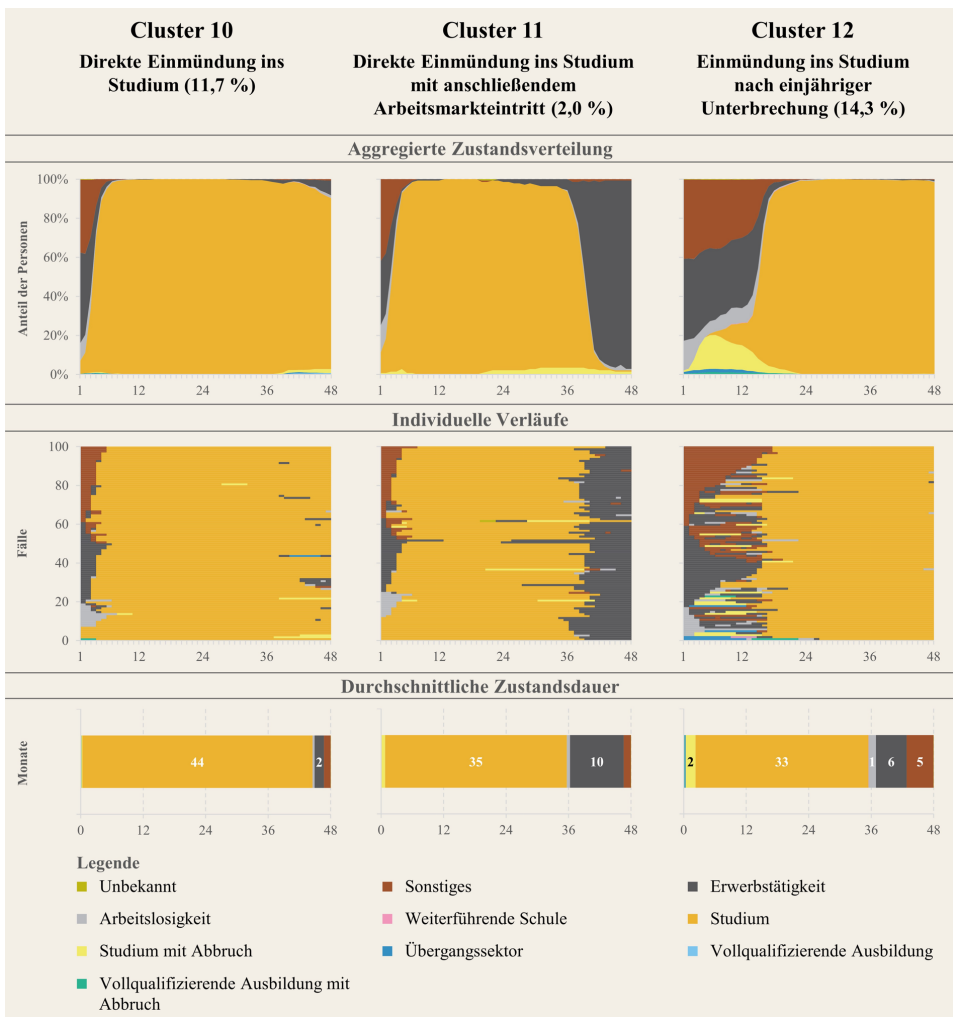 Cluster 10
Direkte Einmündung ins
Studium (11,7 %)
Cluster 11
Direkte Einmündung ins Studium
mit anschließendem
Arbeitsmarkteintritt (2,0 %)
Cluster 12
Einmündung ins Studium
nach einjähriger
Unterbrechung (14,3 %)
Aggregierte Zustandsverteilung
Anteil der Personen
100%
80%
60%
40%
20%
0%
1 12 24 36 48
1 12 24 36 48
1 12 24 36 48
Individuelle Verläufe
Fälle
100
80
60
40
20
0
1 12 24 36 48
1 12 24 36 48
1 12 24 36 48
Durchschnittliche Zustandsdauer
Monate
44 2
35 10
2 33 1 6 5
0 12 24 36 48
0 12 24 36 48
0 12 24 36 48
Legende
Unbekannt
Sonstiges
Erwerbstätigkeit
Arbeitslosigkeit
Weiterführende Schule
Studium
Studium mit Abbruch
Übergangssektor
Vollqualifizierende Ausbildung
Vollqualifizierende Ausbildung mit
Abbruch